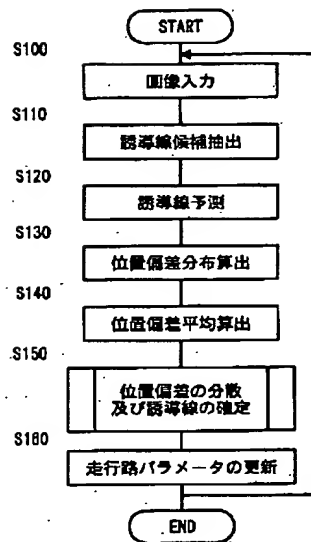 START
S100
画像入力
S110
誘導線候補抽出
S120
誘導線予測
S130
位置偏差分布算出
S140
位置偏差平均算出
S150
位置偏差の分散
及び誘導線の確定
S160
走行路パラメータの更新
END